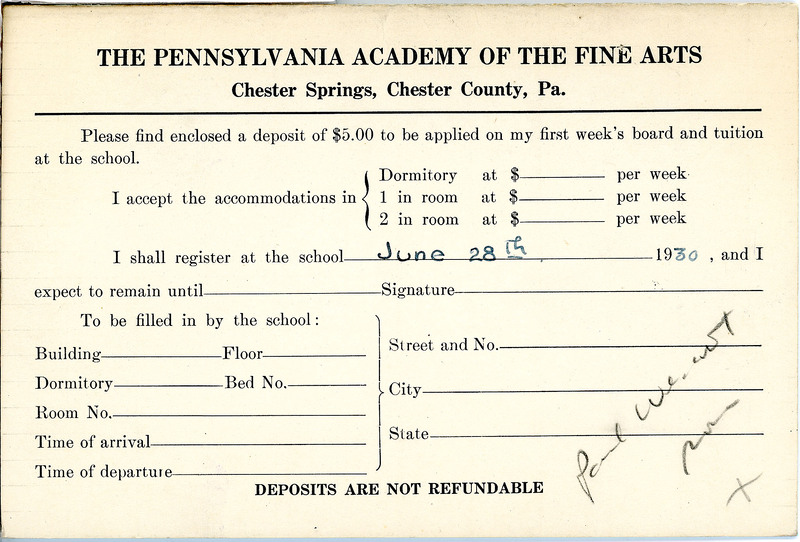 THE PENNSYLVANIA ACADEMY OF THE FINE ARTS
Chester Springs, Chester County, Pa.
Please find enclosed a deposit of $5.00 to be applied on my first week's board and tuition
at the school.
I accept the accommodations in
Dormitory at $ per week
1 in room at $ per week
2 in room at $ per week
I shall register at the school June 28th 1930, and I
expect to remain until Signature
To be filled in by the school:
Building Floor
Dormitory Bed No.
Room No.
Time of arrival
Time of departure
Street and No.
City
State
Paul
x
DEPOSITS ARE NOT REFUNDABLE